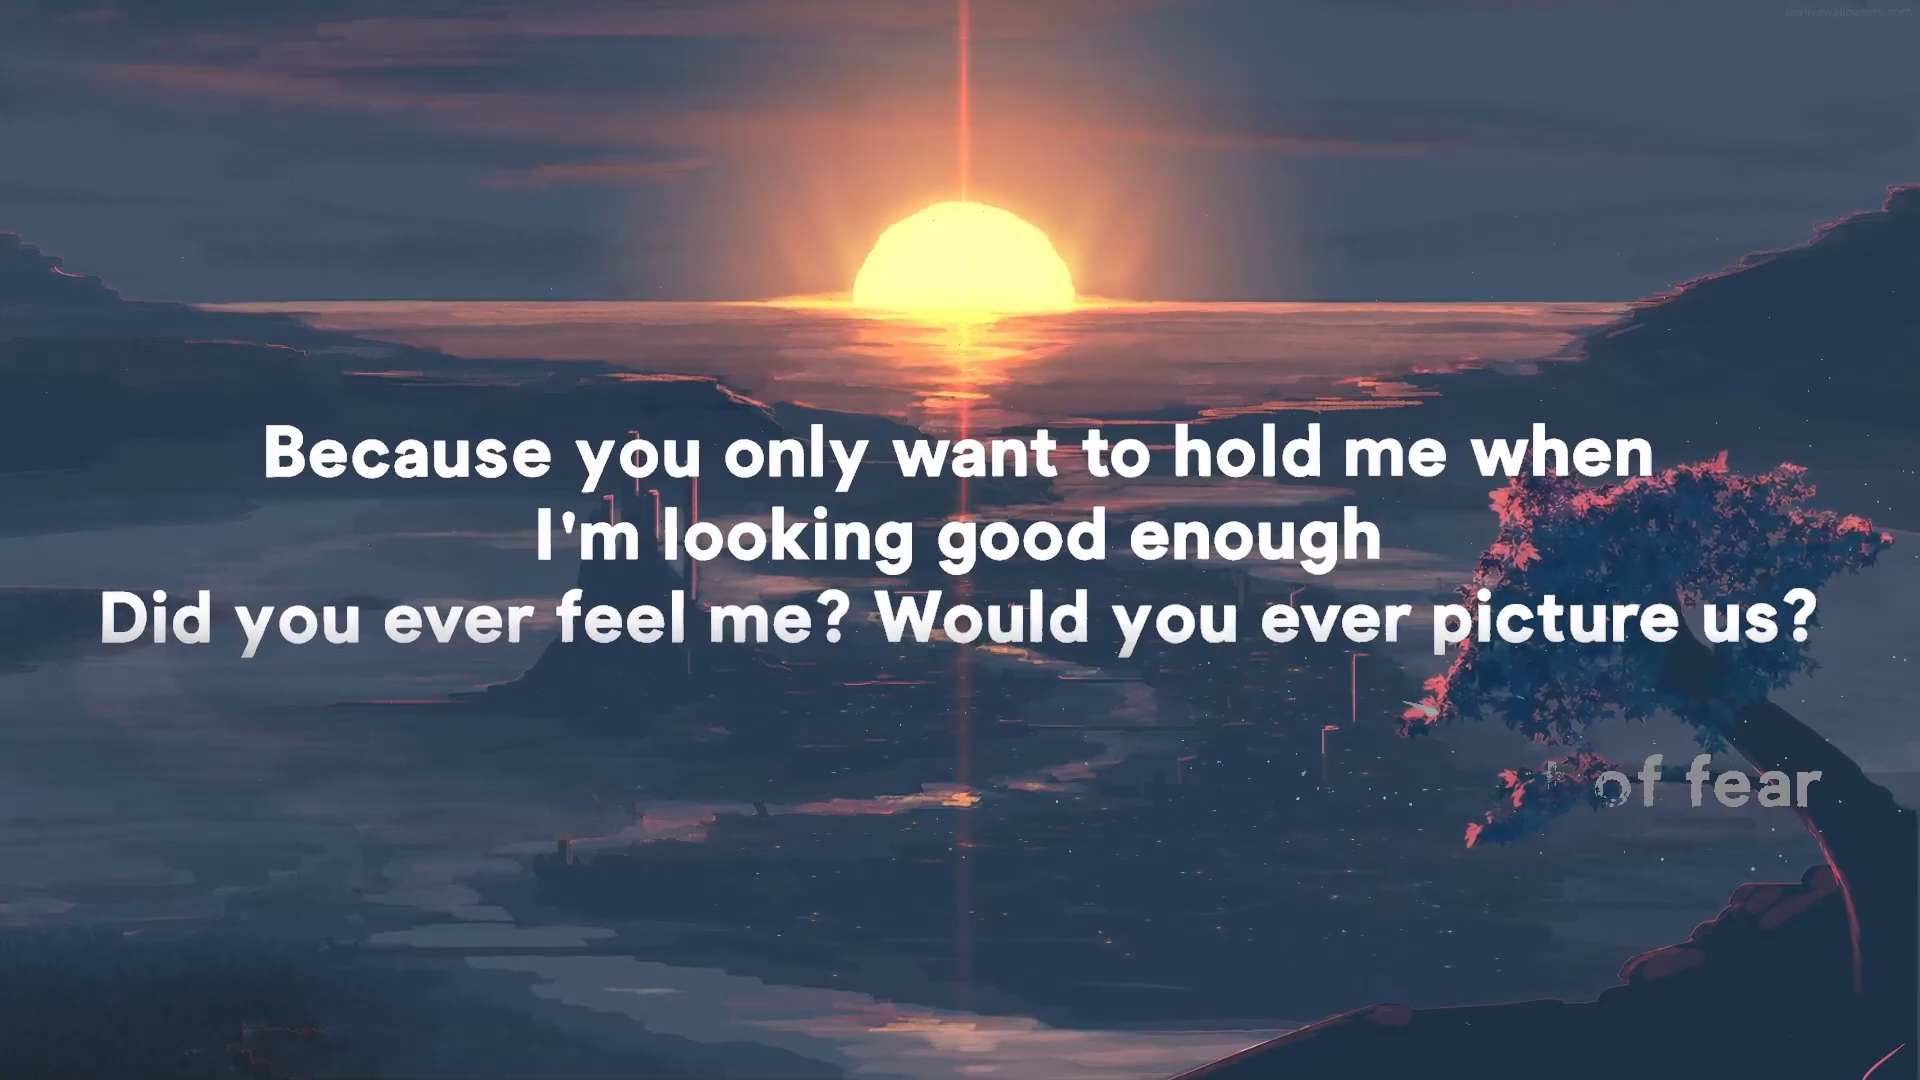 Because you only want to hold me when
I'm looking good enough
Did you ever feel me? Would you ever picture us?
of fear